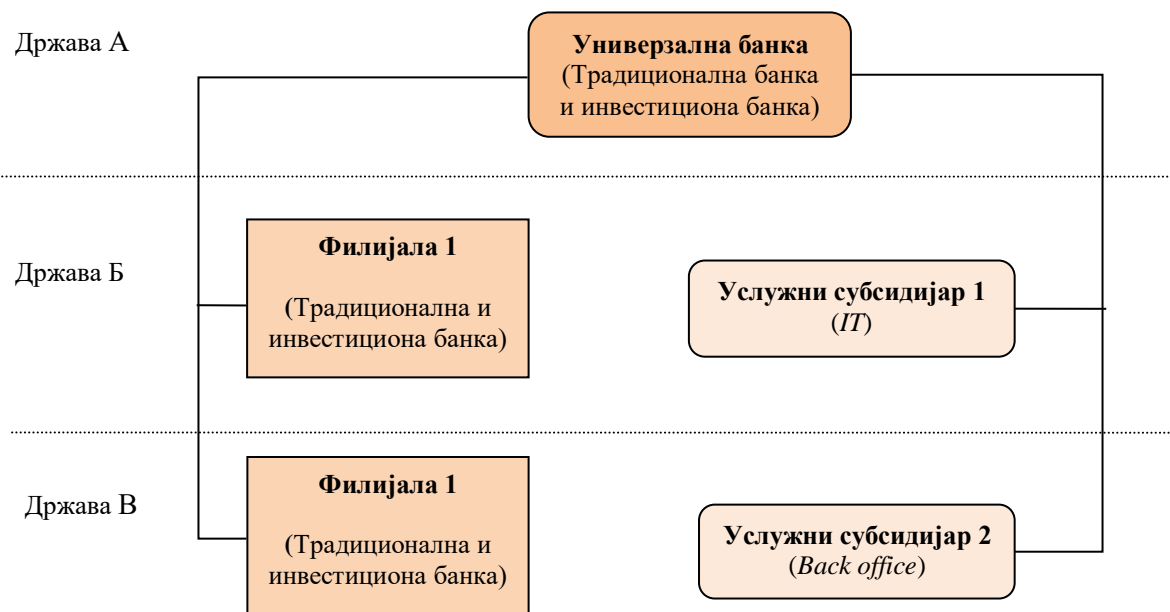 Држава А
Универзална банка
(Традиционална банка
и инвестициона банка)
Држава Б
Филијала 1
(Традиционална и
инвестициона банка)
Услужни субсидијар 1
(IT)
Држава В
Филијала 1
(Традиционална и
инвестициона банка)
Услужни субсидијар 2
(Back office)